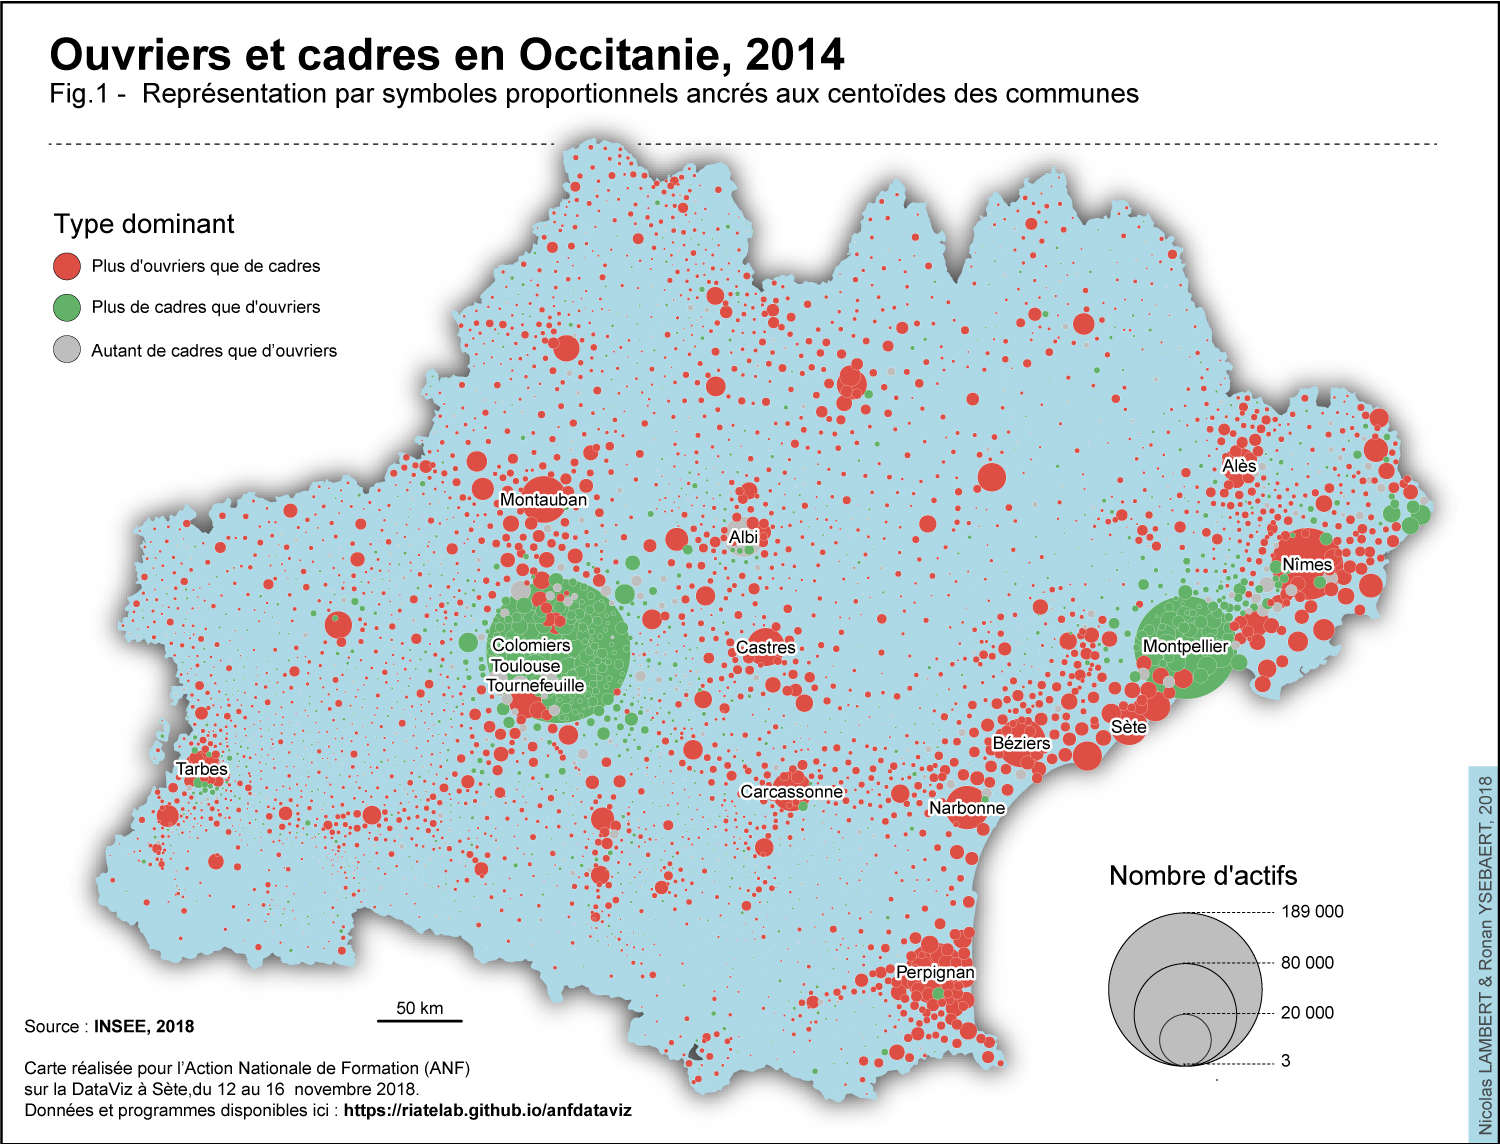 Ouvriers et cadres en Occitanie, 2014
Fig.1 - Représentation par symboles proportionnels ancrés aux centoïdes des communes
Type dominant
Plus d'ouvriers que de cadres
Plus de cadres que d'ouvriers
Autant de cadres que d'ouvriers
Alès
Montauban
Albi
Nîmes
Colomiers
Toulouse
Tournefeuille
Castres
Montpellier
Sète
Béziers
Tarbes
Carcassonne
Narbonne
Perpignan
Nombre d'actifs
189 000
80 000
20 000
3
50 km
Source : INSEE, 2018
Carte réalisée pour l'Action Nationale de Formation (ANF)
sur la DataViz à Sète,du 12 au 16 novembre 2018.
Données et programmes disponibles ici : https://riatelab.github.io/anfdataviz
Nicolas LAMBERT & Ronan YSEBAERT, 2018